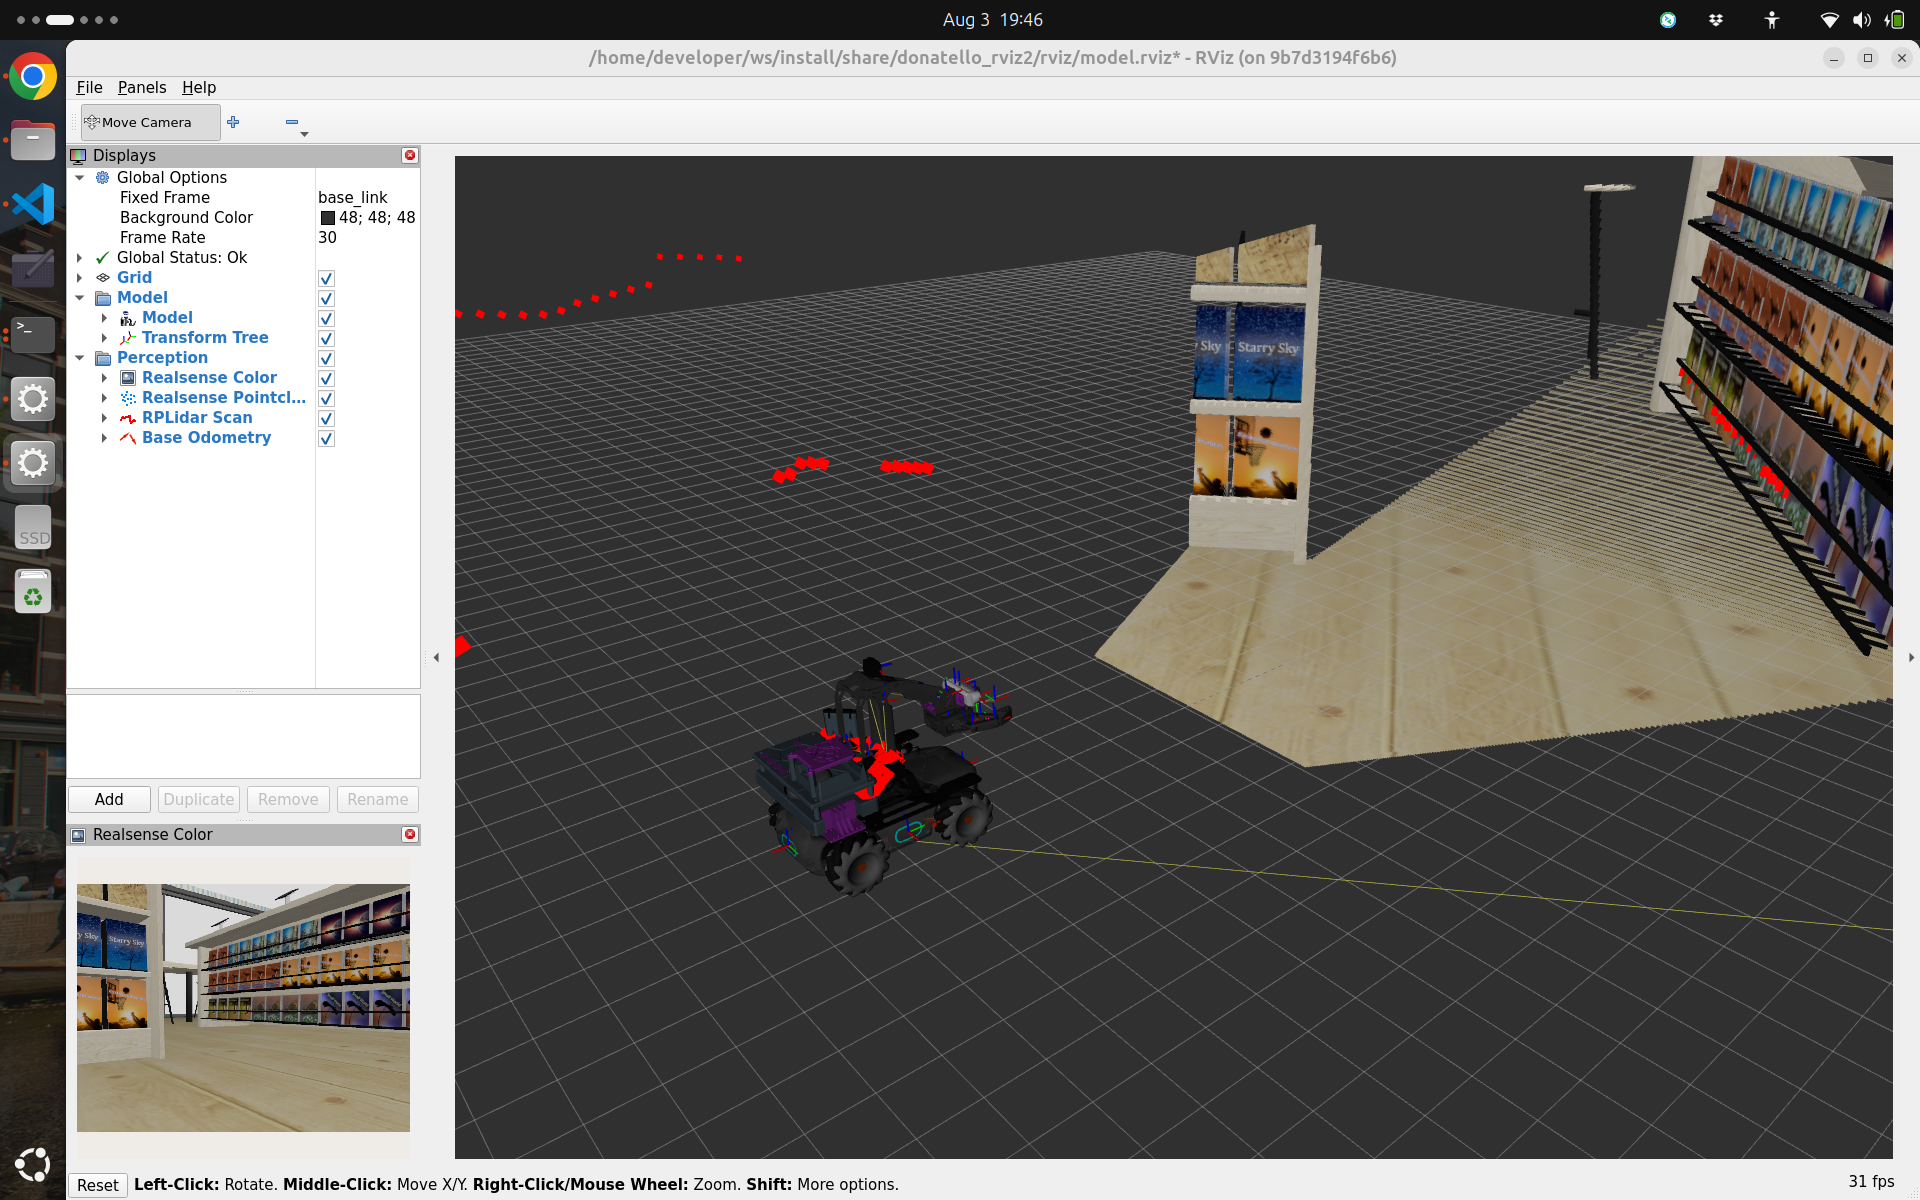 Aug 3 19:46
/home/developer/ws/install/share/donatello_rviz2/rviz/model.rviz* - RViz (on 9b7d3194f6b6)
File Panels Help
Move Camera
Displays
Global Options
Fixed Frame base_link
Background Color 48; 48; 48
Frame Rate 30
Global Status: Ok
Grid
Model
Model
Transform Tree
Perception
Realsense Color
Realsense Pointcl...
RPLidar Scan
Base Odometry
Add Duplicate Remove Rename
Realsense Color
Sky Starry Sky
Sky Starry Sky
>_
SSD
Reset Left-Click: Rotate. Middle-Click: Move X/Y. Right-Click/Mouse Wheel: Zoom. Shift: More options.
31 fps